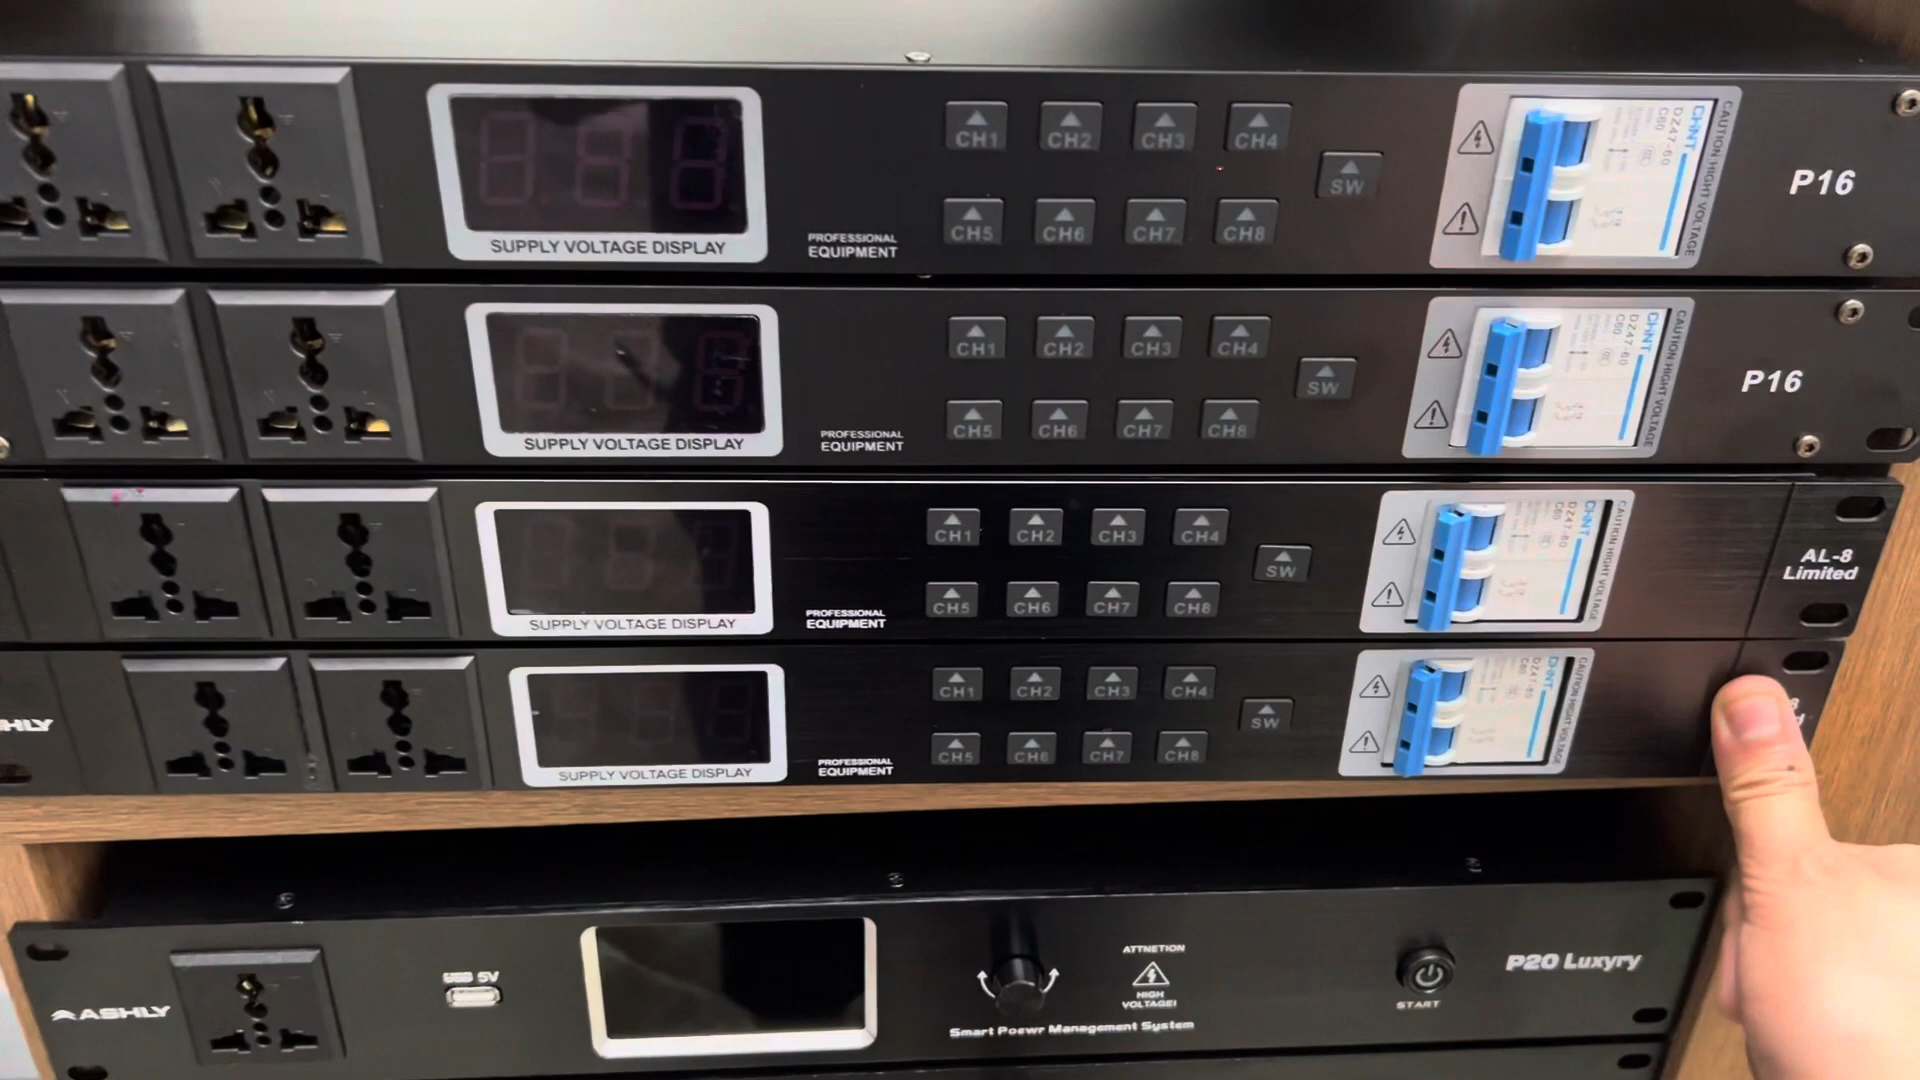 SUPPLY VOLTAGE DISPLAY
PROFESSIONAL
EQUIPMENT
CH1 CH2 CH3 CH4
SW
CH5 CH6 CH7 CH8
CHNT
DZ47-60
C60
CAUTION HIGHT VOLTAGE
P16
SUPPLY VOLTAGE DISPLAY
PROFESSIONAL
EQUIPMENT
CH1 CH2 CH3 CH4
SW
CH5 CH6 CH7 CH8
CHNT
DZ47-60
C60
CAUTION HIGHT VOLTAGE
P16
SUPPLY VOLTAGE DISPLAY
PROFESSIONAL
EQUIPMENT
CH1 CH2 CH3 CH4
SW
CH5 CH6 CH7 CH8
CHNT
DZ47-60
C60
CAUTION HIGHT VOLTAGE
AL-8
Limited
SUPPLY VOLTAGE DISPLAY
PROFESSIONAL
EQUIPMENT
CH1 CH2 CH3 CH4
SW
CH5 CH6 CH7 CH8
CHNT
DZ47-60
C60
CAUTION HIGHT VOLTAGE
ASHLY
USB 5V
Smart Poewr Management System
ATTNETION
HIGH
VOLTAGE!
START
P20 Luxyry